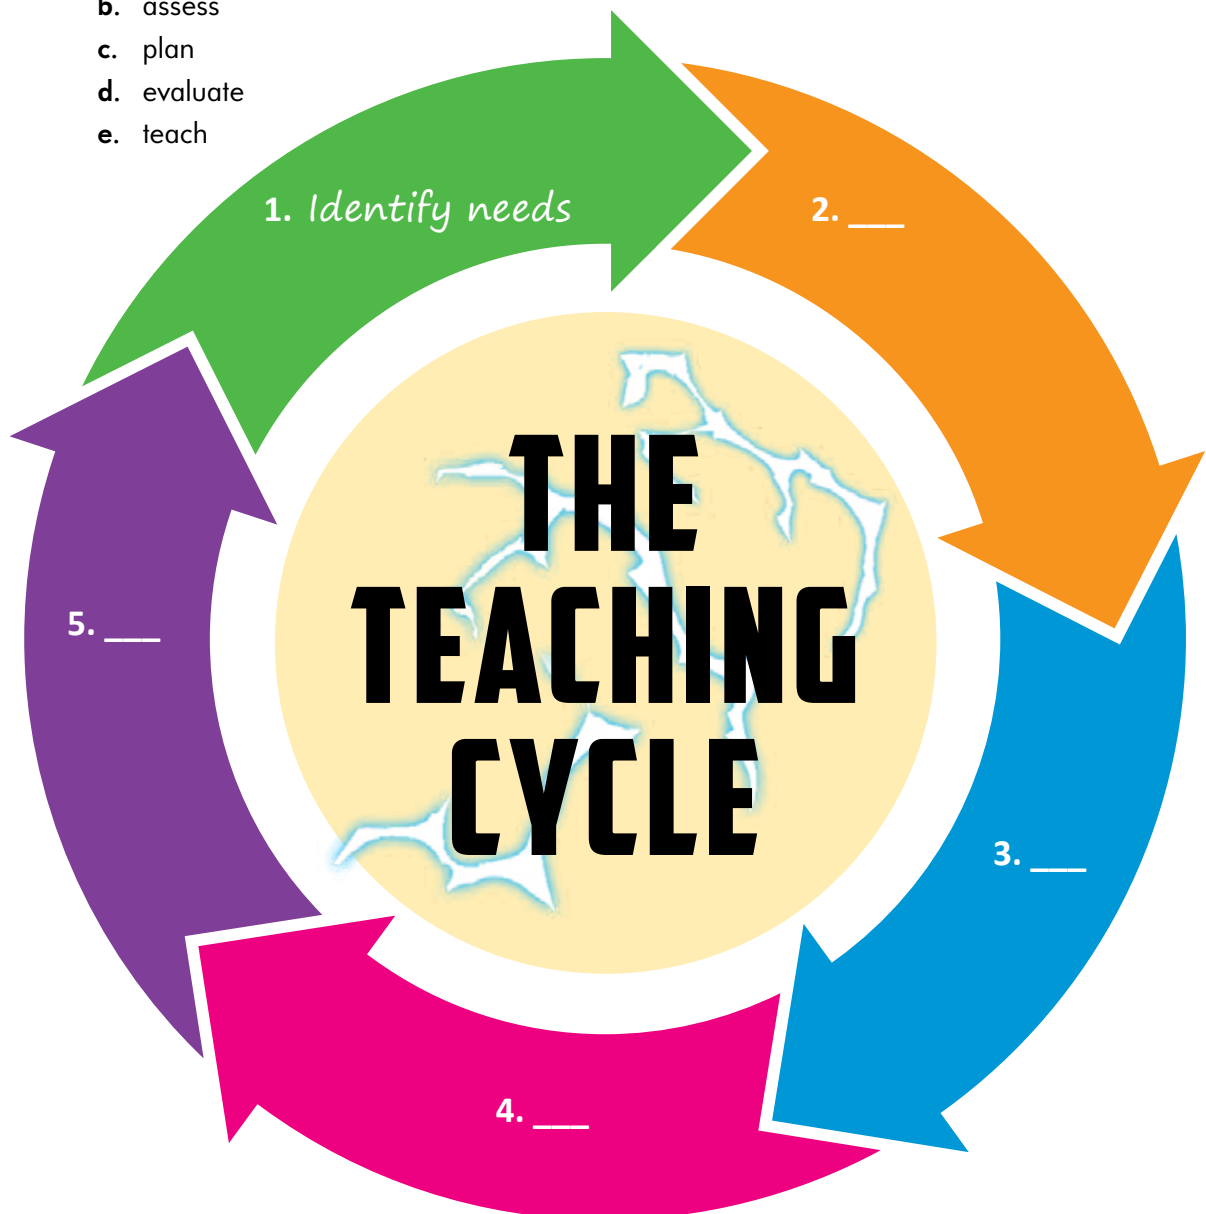 b. assess
c. plan
d. evaluate
e. teach
1. Identify needs
2. ___
THE
TEACHING
CYCLE
5. ___
3. ___
4. ___